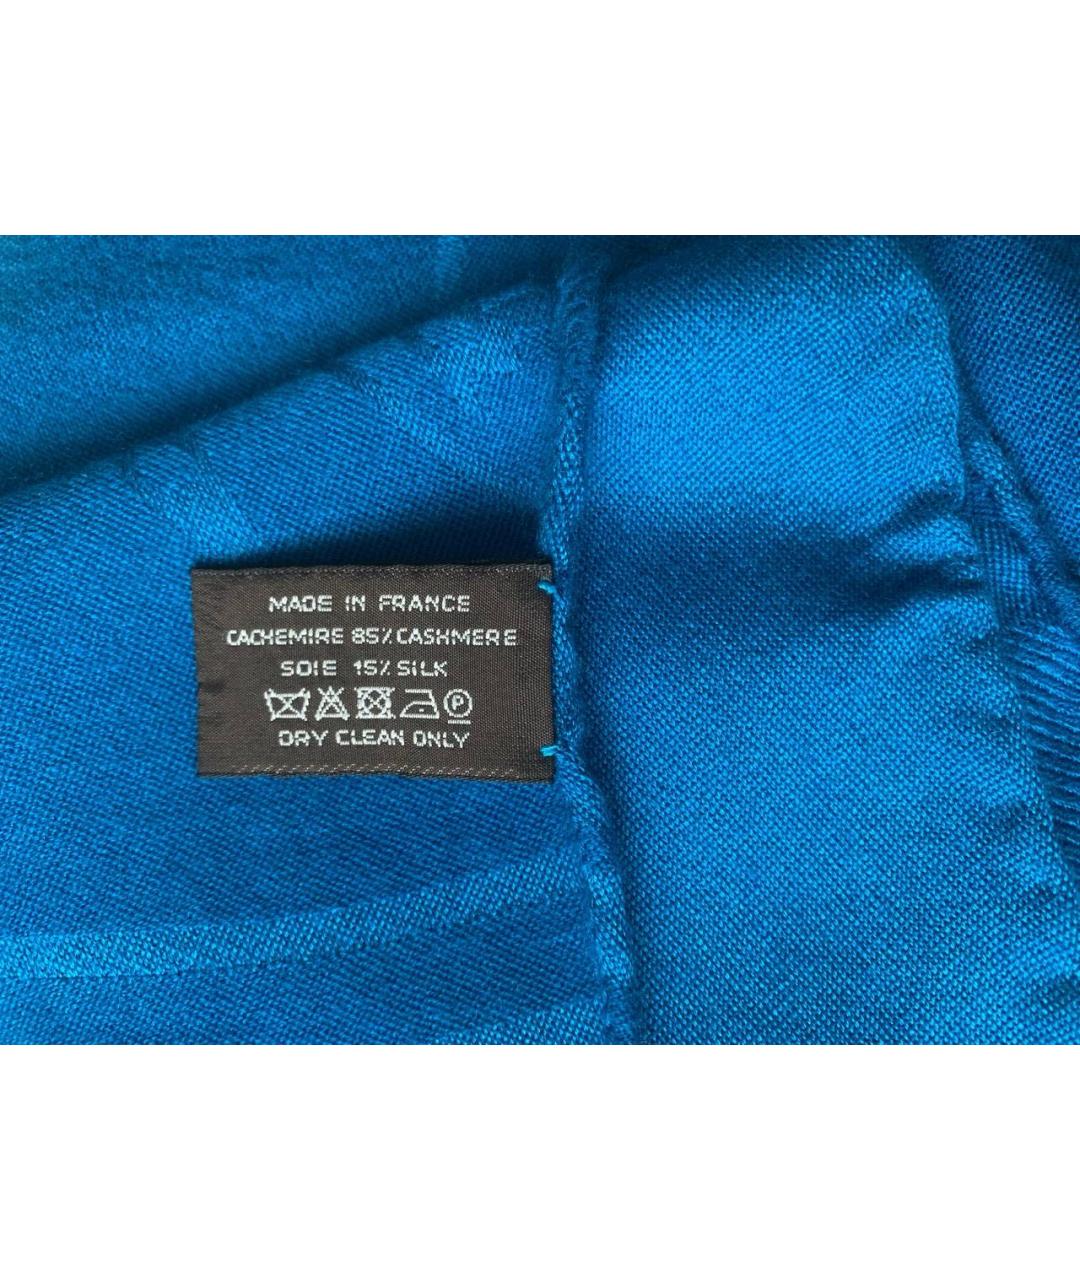 MADE IN FRANCE
CACHEMIRE 85% CASHMERE
SOIE 15% SILK
P
DRY CLEAN ONLY